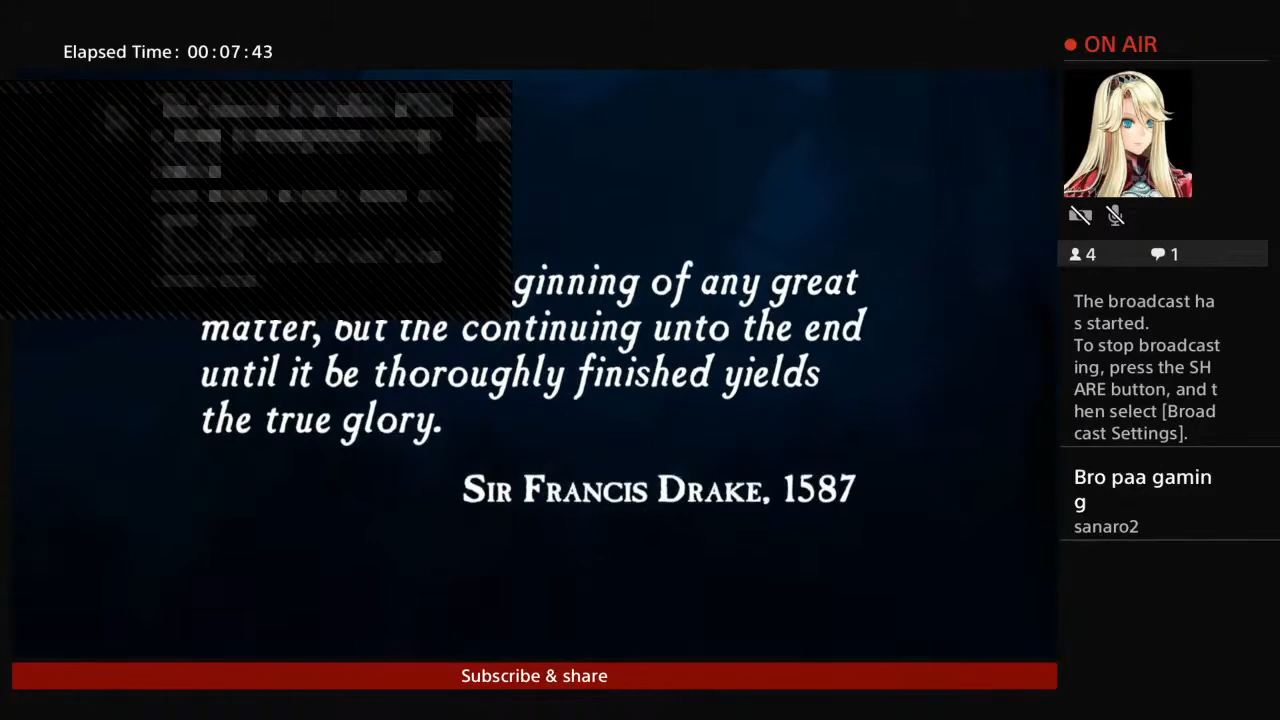 Elapsed Time: 00:07:43
ON AIR
4
1
ginning of any great
matter, but the continuing unto the end
until it be thoroughly finished yields
the true glory.
SIR FRANCIS DRAKE, 1587
The broadcast ha
s started.
To stop broadcast
ing, press the SH
ARE button, and t
hen select [Broad
cast Settings].
Bro paa gamin
g
sanaro2
Subscribe & share